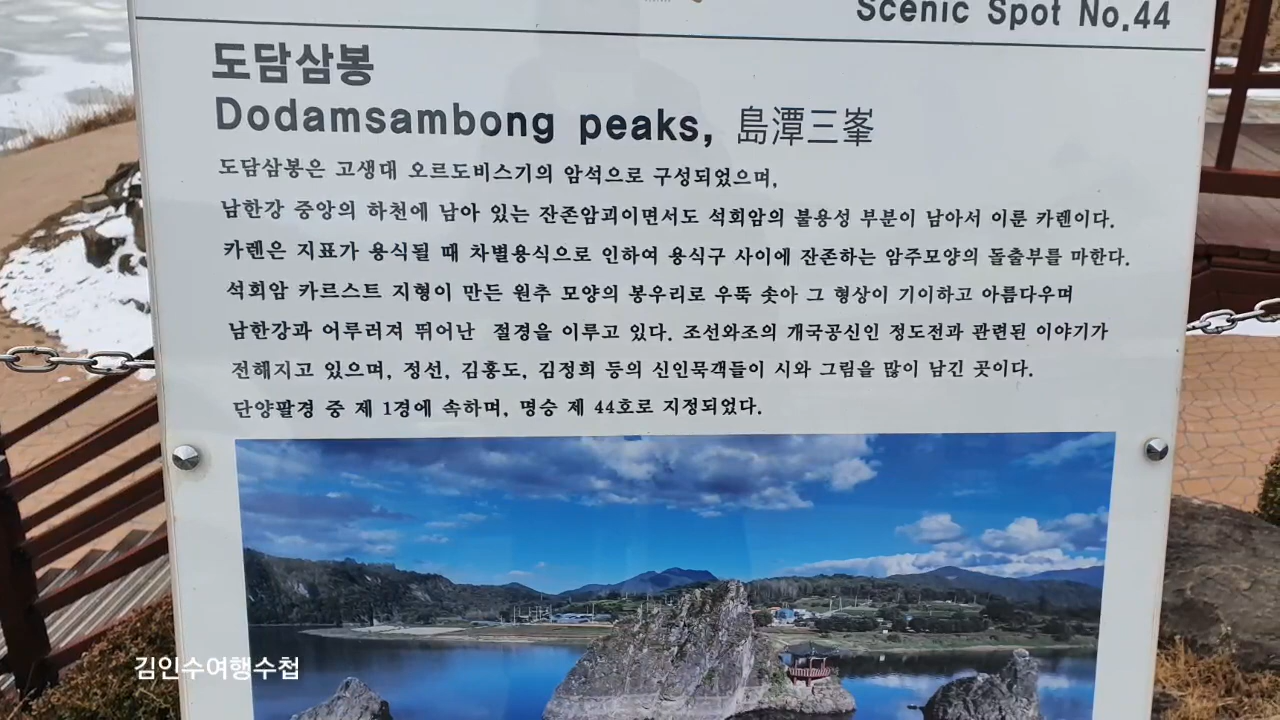 Scenic Spot No.44
도담삼봉
Dodamsambong peaks, 島潭三峯
도담삼봉은 고생대 오르도비스기의 암석으로 구성되었으며,
남한강 중앙의 하천에 남아 있는 잔존암괴이면서도 석회암의 불용성 부분이 남아서 이룬 카렌이다.
카렌은 지표가 용식될 때 차별용식으로 인하여 용식구 사이에 잔존하는 암주모양의 돌출부를 마한다.
석회암 카르스트 지형이 만든 원추 모양의 봉우리로 우뚝 솟아 그 형상이 기이하고 아름다우며
남한강과 어루러져 뛰어난 절경을 이루고 있다. 조선왕조의 개국공신인 정도전과 관련된 이야기가
전해지고 있으며, 정선, 김홍도, 김정희 등의 신인묵객들이 시와 그림을 많이 남긴 곳이다.
단양팔경 중 제 1경에 속하며, 명승 제 44호로 지정되었다.
김인수여행수첩